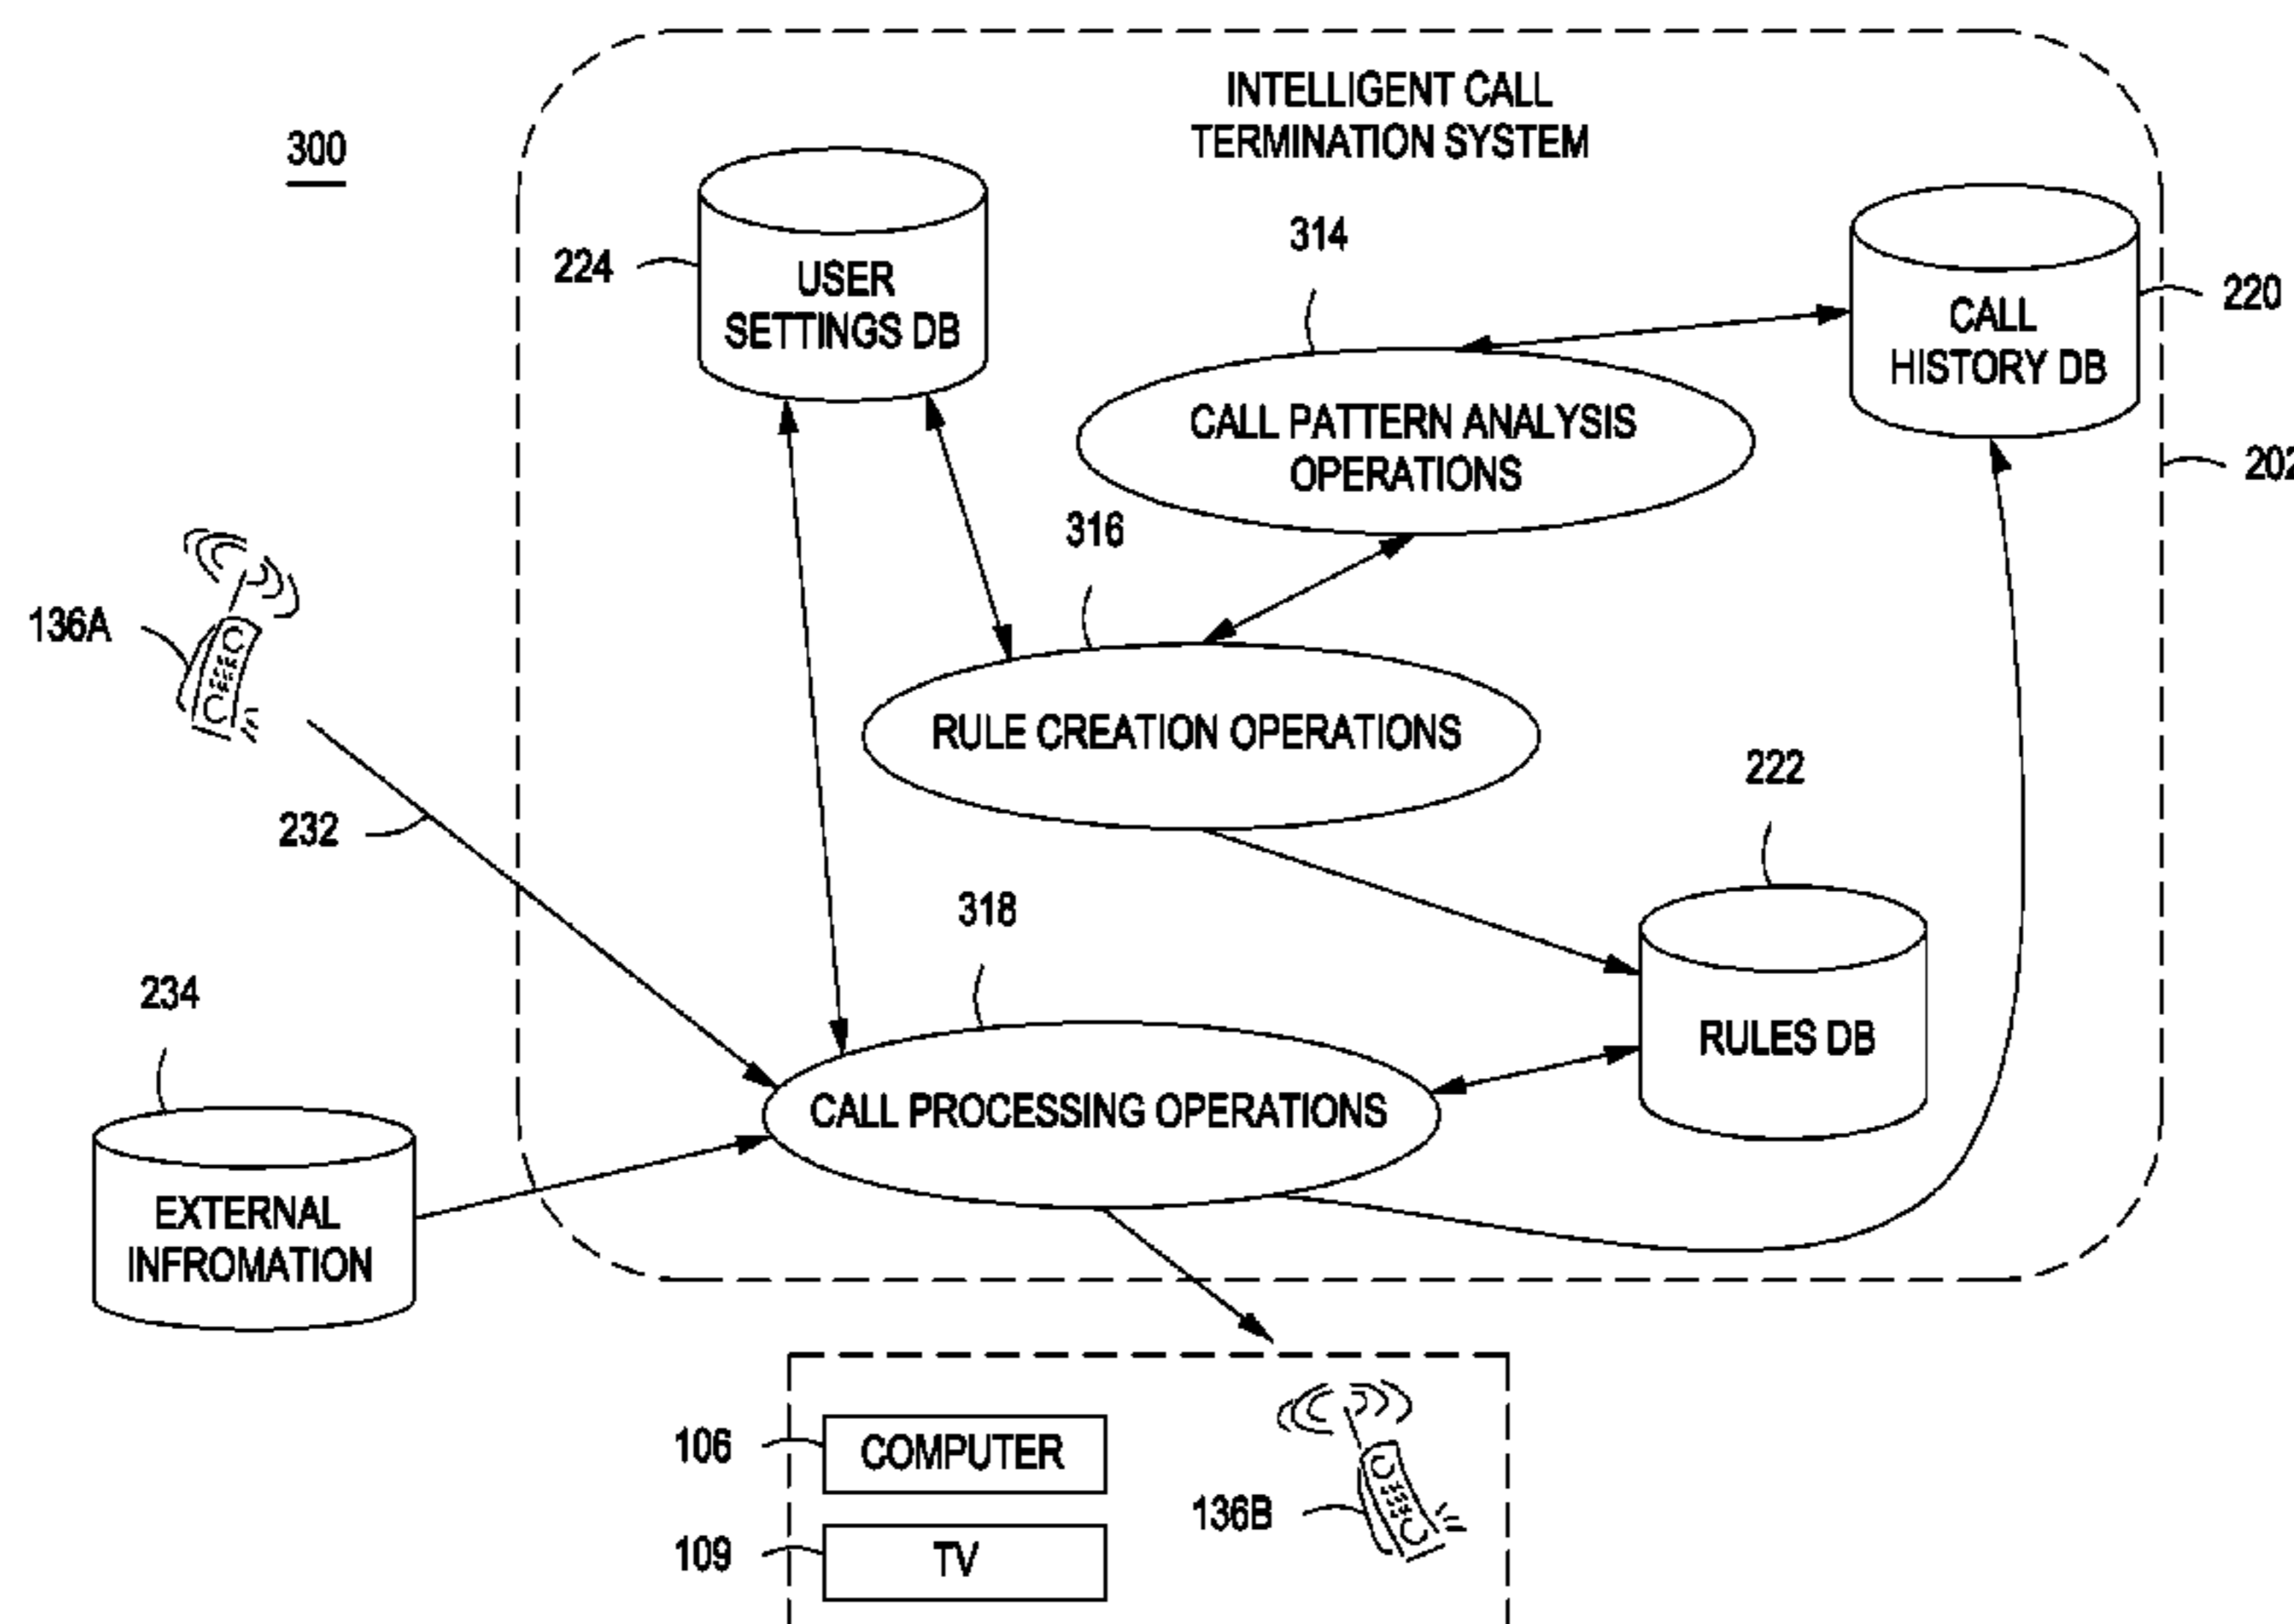 300
INTELLIGENT CALL
TERMINATION SYSTEM
224
USER
SETTINGS DB
314
CALL
HISTORY DB
220
CALL PATTERN ANALYSIS
OPERATIONS
202
316
136A
RULE CREATION OPERATIONS
232
222
318
234
RULES DB
CALL PROCESSING OPERATIONS
EXTERNAL
INFROMATION
106
COMPUTER
136B
109
TV